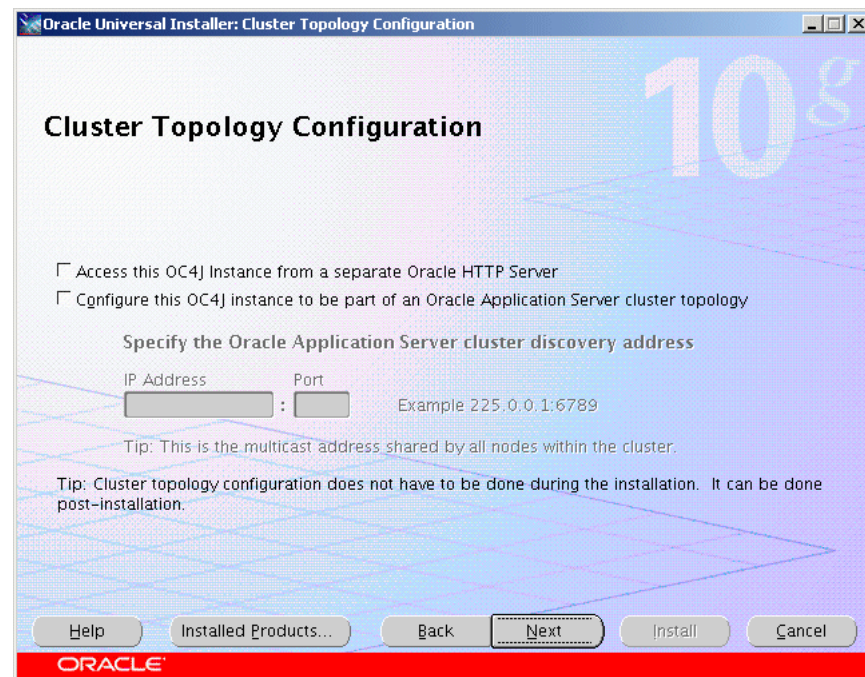 Oracle Universal Installer: Cluster Topology Configuration
10g
Cluster Topology Configuration
Access this OC4J Instance from a separate Oracle HTTP Server
Configure this OC4J instance to be part of an Oracle Application Server cluster topology
Specify the Oracle Application Server cluster discovery address
IP Address Port
: Example 225.0.0.1:6789
Tip: This is the multicast address shared by all nodes within the cluster.
Tip: Cluster topology configuration does not have to be done during the installation. It can be done
post-installation.
Help Installed Products... Back Next Install Cancel
ORACLE